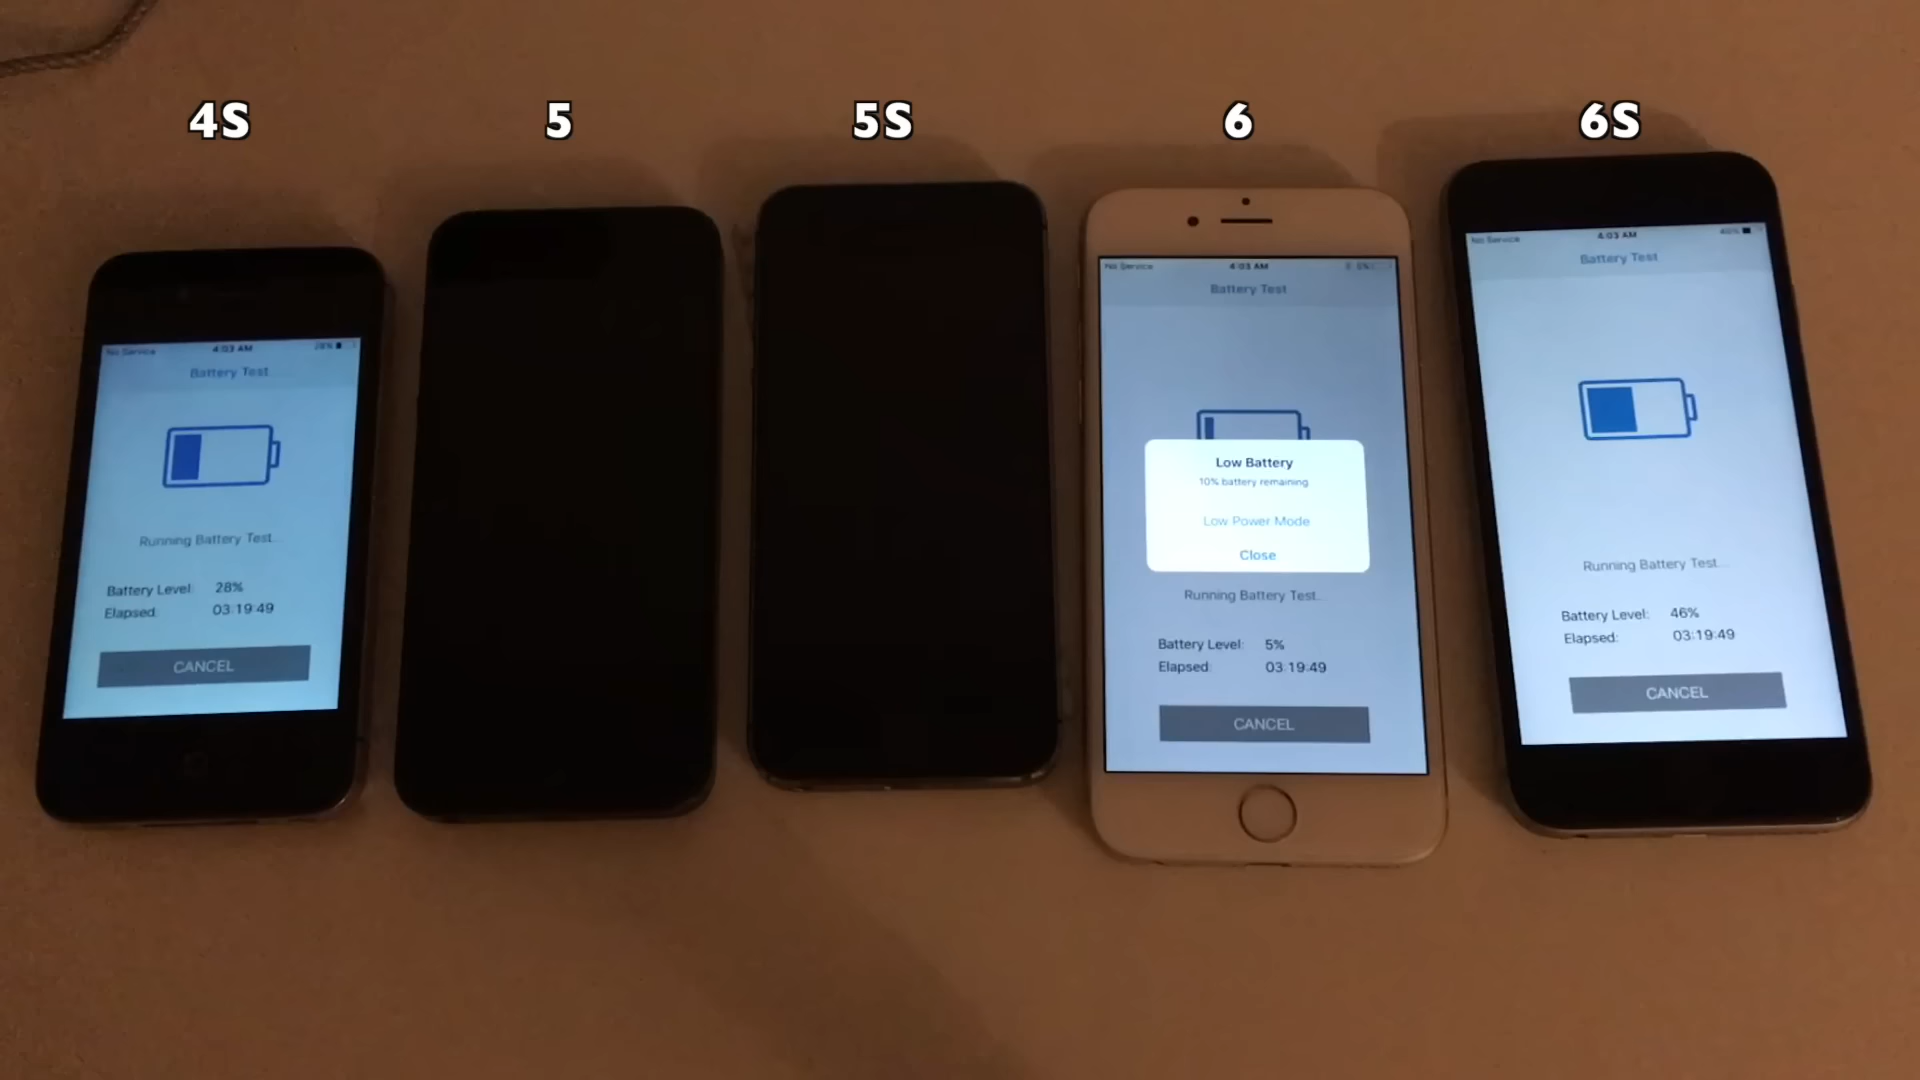 4S
5
5S
6
6S
No Service
4:03 AM
28%
Battery Test
Running Battery Test...
Battery Level: 28%
Elapsed: 03:19:49
CANCEL
No Service
4:03 AM
5%
Battery Test
Low Battery
10% battery remaining
Low Power Mode
Close
Running Battery Test...
Battery Level: 5%
Elapsed: 03:19:49
CANCEL
No Service
4:03 AM
46%
Battery Test
Running Battery Test...
Battery Level: 46%
Elapsed: 03:19:49
CANCEL